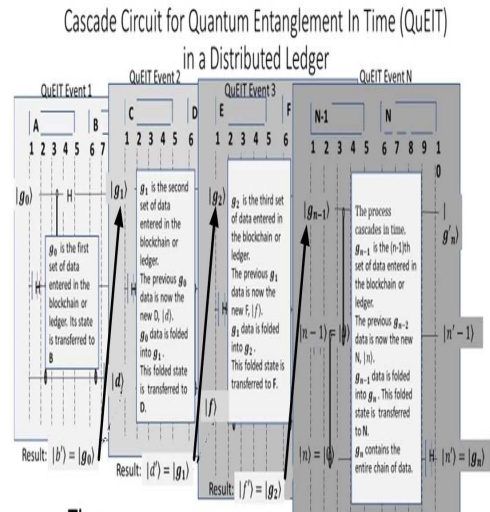 Cascade Circuit for Quantum Entanglement In Time (QuEIT)
in a Distributed Ledger
QuEIT Event 1
QuEIT Event 2
QuEIT Event 3
QuEIT Event N
A B
1 2 3 4 5 6 7
|g₀⟩ H
g₀ is the first
set of data
entered in the
blockchain or
ledger. Its state
is transferred to
B
H
Result: |b′⟩ = |g₀⟩
C D
1 2 3 4 5 6
|g₁⟩
g₁ is the second
set of data
entered in the
blockchain or
ledger.
The previous g₁
data is now the
new D, |d⟩.
g₀ data is folded
into g₁.
This folded state
is transferred to
D.
H
|d⟩
Result: |d′⟩ = |g₁⟩
E F
1 2 3 4 5 6
|g₂⟩
g₂ is the third set
of data entered in
the blockchain or
ledger.
The previous g₁
data is now the
new F, |f⟩.
g₁ data is folded
into g₂.
This folded state is
transferred to F.
H
|f⟩
Result: |f′⟩ = |g₂⟩
N-1 N
1 2 3 4 5 6 7 8 9 1
0
|gₙ₋₁⟩
The process
cascades in time.
gₙ₋₁ is the (n-1)th
set of data entered in
the blockchain or
ledger.
The previous gₙ₋₂
data is now the new
N, |n⟩.
gₙ₋₁ data is folded
into gₙ. This folded
state is transferred
to N.
gₙ contains the
entire chain of data.
|
g′ₙ⟩
|n − 1⟩ =
|n′ − 1⟩
|n⟩ =
H |n′⟩ = |gₙ⟩